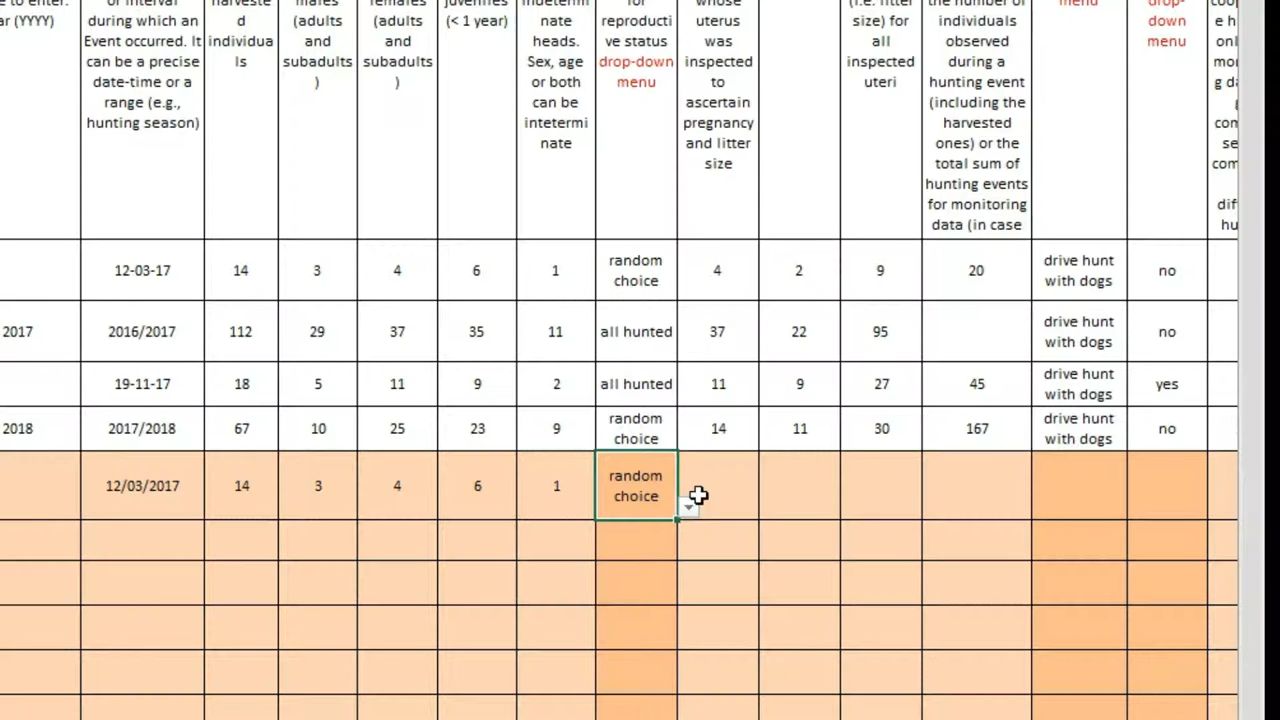 ar (YYYY)
or interval
during which an
Event occurred. It
can be a precise
date-time or a
range (e.g.,
hunting season)
harveste
d
individua
ls
males
(adults
and
subadults
)
females
(adults
and
subadults
)
juveniles
(< 1 year)
indetermi
nate
heads.
Sex, age
or both
can be
intetermi
nate
for
reproducti
ve status
drop-down
menu
whose
uterus
was
inspected
to
ascertain
pregnancy
and litter
size
(i.e. litter
size) for
all
inspected
uteri
the number of
individuals
observed
during a
hunting event
(including the
harvested
ones) or the
total sum of
hunting events
for monitoring
data (in case
menu
drop-
down
menu
12-03-17 14 3 4 6 1 random choice 4 2 9 20 drive hunt with dogs no
2017 2016/2017 112 29 37 35 11 all hunted 37 22 95 drive hunt with dogs no
19-11-17 18 5 11 9 2 all hunted 11 9 27 45 drive hunt with dogs yes
2018 2017/2018 67 10 25 23 9 random choice 14 11 30 167 drive hunt with dogs no
12/03/2017 14 3 4 6 1 random choice